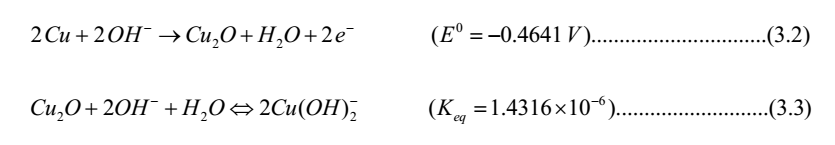 2Cu + 2OH⁻ → Cu₂O + H₂O + 2e⁻ (E⁰ = −0.4641 V)..............................(3.2)
Cu₂O + 2OH⁻ + H₂O ⇔ 2Cu(OH)₂⁻ (Kₑq = 1.4316×10⁻⁶)..........................(3.3)